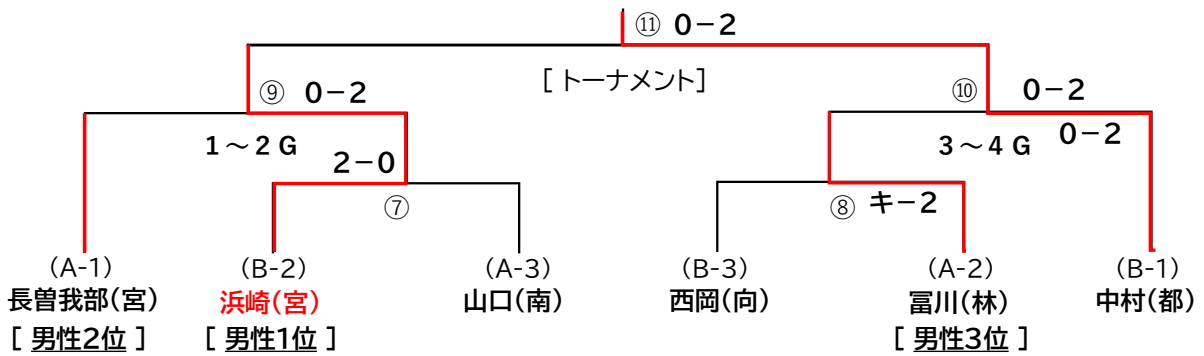 ⑪ 0-2
[ トーナメント]
⑨ 0-2
⑩ 0-2
1～2 G
3～4 G 0-2
2-0
⑦
⑧ キ-2
(A-1) (B-2) (A-3) (B-3) (A-2) (B-1)
長曽我部(宮) 浜崎(宮) 山口(南) 西岡(向) 冨川(林) 中村(都)
[ 男性2位 ] [ 男性1位 ] [ 男性3位 ]